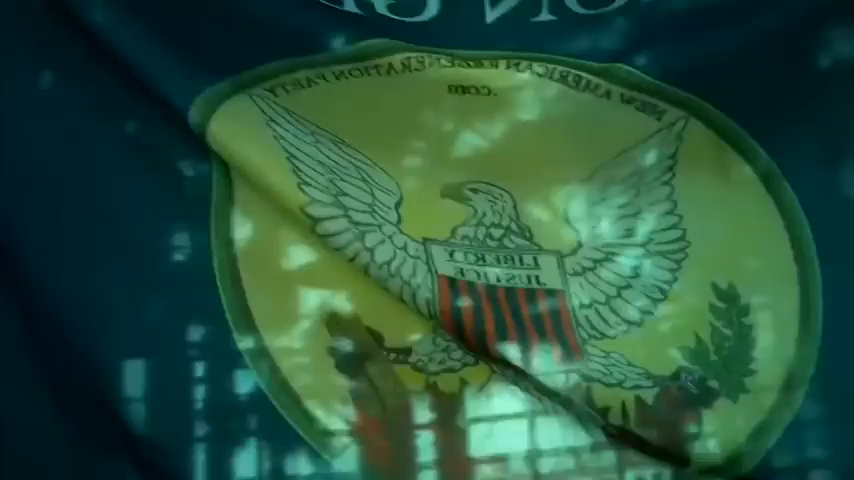 NEW AMERICAN REGENERATION PARTY
.com
LIBERTY
JUSTICE